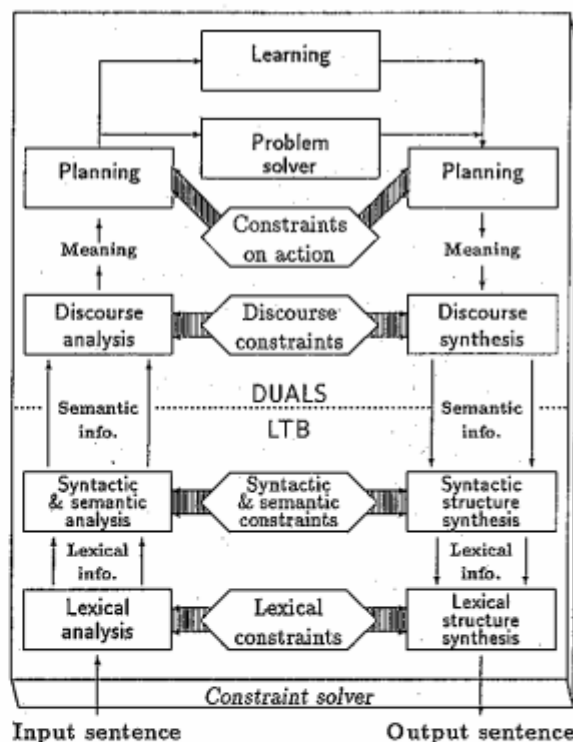 Learning
Problem
solver
Planning
Planning
Constraints
on action
Meaning
Meaning
Discourse
analysis
Discourse
constraints
Discourse
synthesis
DUALS
Semantic
info.
Semantic
info.
LTB
Syntactic
& semantic
analysis
Syntactic
& semantic
constraints
Syntactic
structure
synthesis
Lexical
info.
Lexical
info.
Lexical
analysis
Lexical
constraints
Lexical
structure
synthesis
Constraint solver
Input sentence
Output sentence